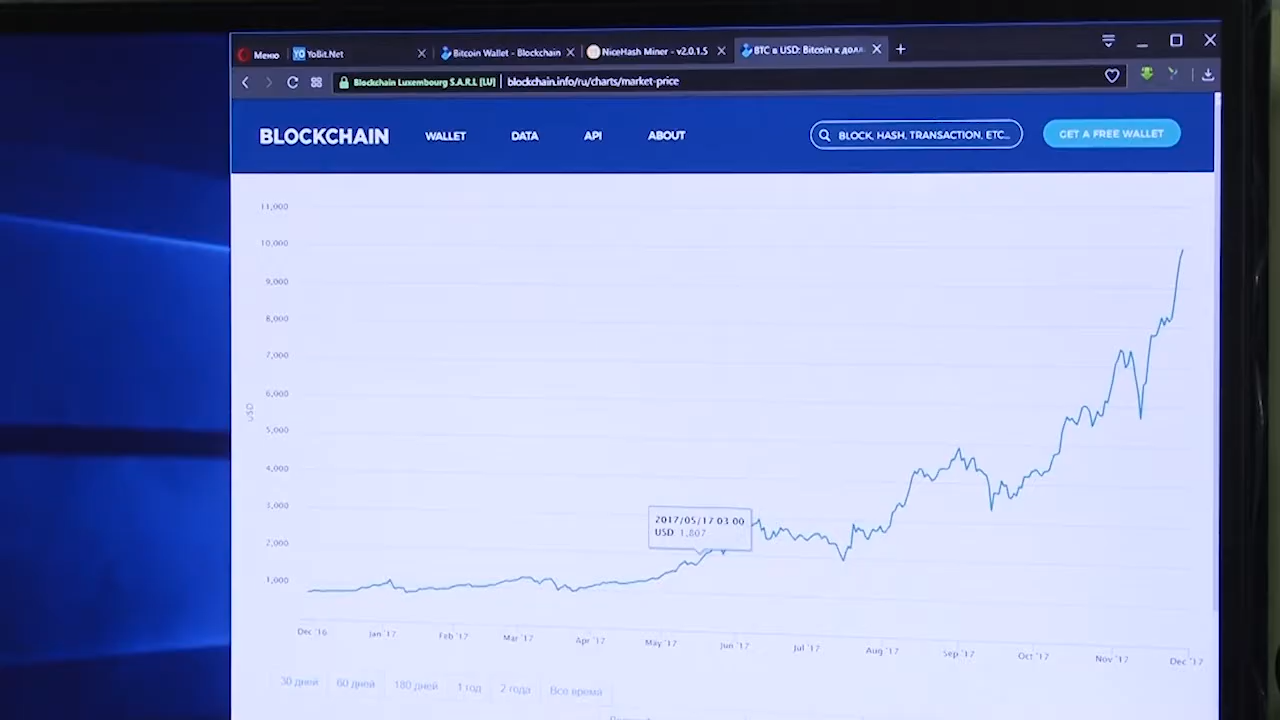 Меню YoBit.Net Bitcoin Wallet - Blockchain NiceHash Miner - v2.0.1.5 BTC в USD: Bitcoin к долла
Blockchain Luxembourg S.A.R.L [LU] blockchain.info/ru/charts/market-price
BLOCKCHAIN WALLET DATA API ABOUT BLOCK, HASH, TRANSACTION, ETC... GET A FREE WALLET
11,000
10,000
9,000
8,000
7,000
6,000
USD
5,000
4,000
3,000
2017/05/17 03:00
USD 1,807
2,000
1,000
Dec '16 Jan '17 Feb '17 Mar '17 Apr '17 May '17 Jun '17 Jul '17 Aug '17 Sep '17 Oct '17 Nov '17 Dec '17
30 дней 60 дней 180 дней 1 год 2 года Все время